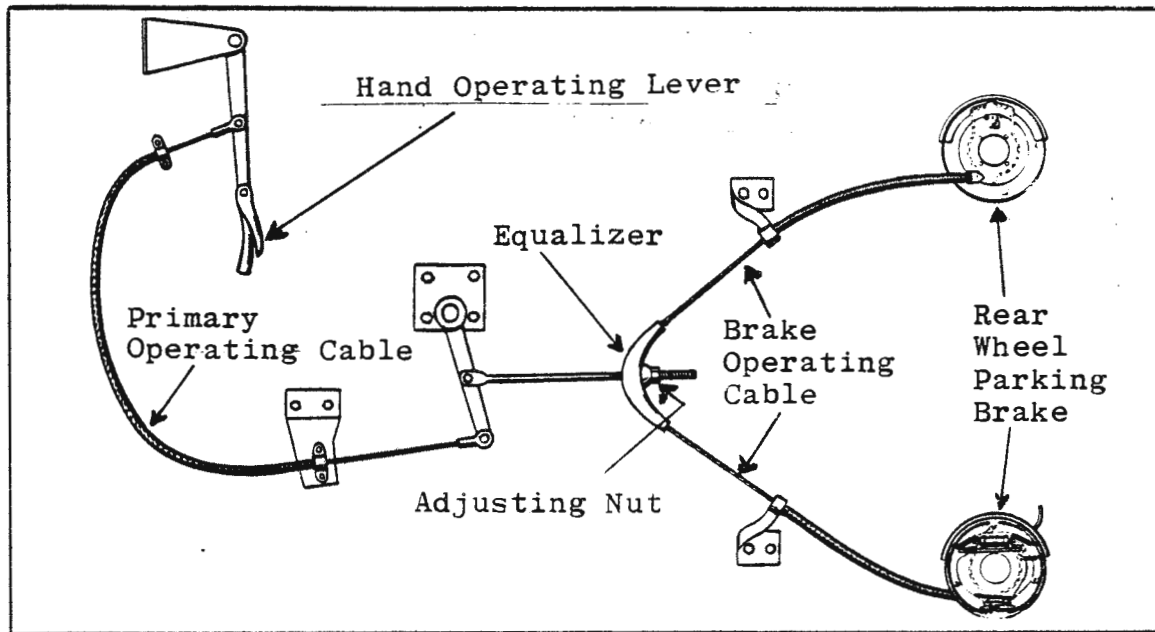 Hand Operating Lever
Equalizer
Primary
Operating Cable
Brake
Operating
Cable
Rear
Wheel
Parking
Brake
Adjusting Nut